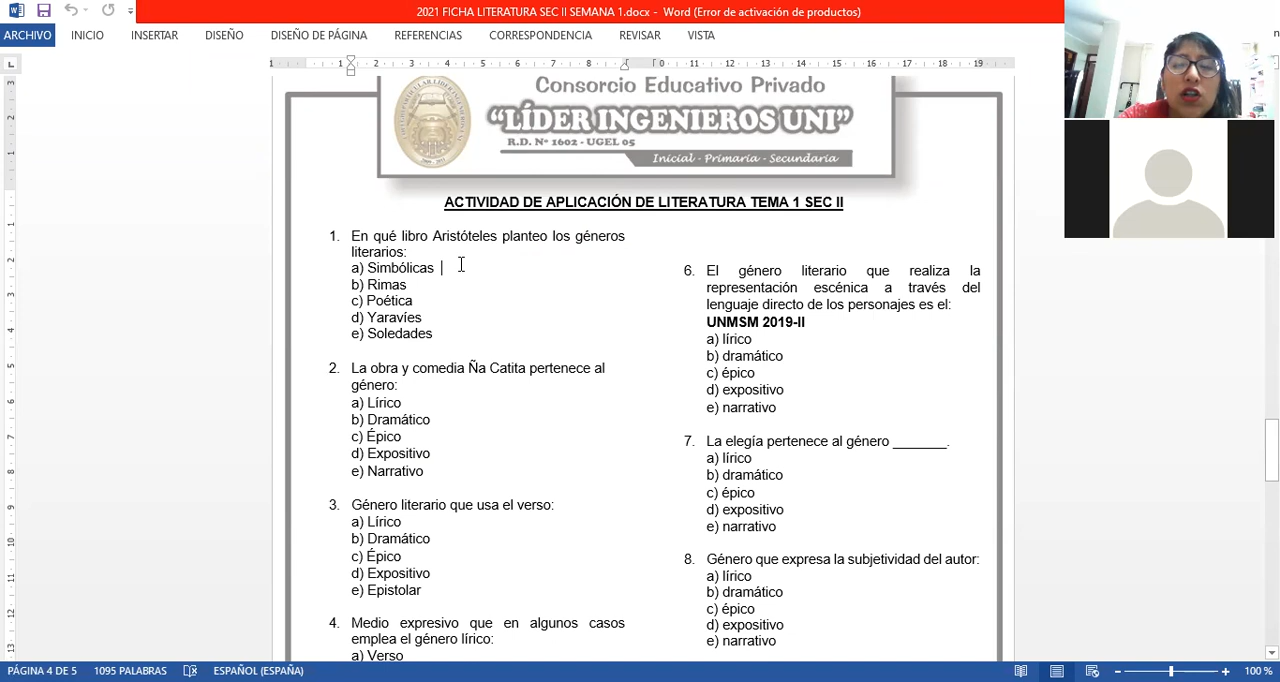 2021 FICHA LITERATURA SEC II SEMANA 1.docx - Word (Error de activación de productos)
ARCHIVO INICIO INSERTAR DISEÑO DISEÑO DE PÁGINA REFERENCIAS CORRESPONDENCIA REVISAR VISTA
Consorcio Educativo Privado
"LÍDER INGENIEROS UNI"
R.D. Nº 1602 - UGEL 05
Inicial - Primaria - Secundaria
ACTIVIDAD DE APLICACIÓN DE LITERATURA TEMA 1 SEC II
1. En qué libro Aristóteles planteo los géneros
literarios:
a) Simbólicas
b) Rimas
c) Poética
d) Yaravíes
e) Soledades
2. La obra y comedia Ña Catita pertenece al
género:
a) Lírico
b) Dramático
c) Épico
d) Expositivo
e) Narrativo
3. Género literario que usa el verso:
a) Lírico
b) Dramático
c) Épico
d) Expositivo
e) Epistolar
4. Medio expresivo que en algunos casos
emplea el género lírico:
a) Verso
6. El género literario que realiza la
representación escénica a través del
lenguaje directo de los personajes es el:
UNMSM 2019-II
a) lírico
b) dramático
c) épico
d) expositivo
e) narrativo
7. La elegía pertenece al género _______.
a) lírico
b) dramático
c) épico
d) expositivo
e) narrativo
8. Género que expresa la subjetividad del autor:
a) lírico
b) dramático
c) épico
d) expositivo
e) narrativo
PÁGINA 4 DE 5 1095 PALABRAS ESPAÑOL (ESPAÑA) 100 %